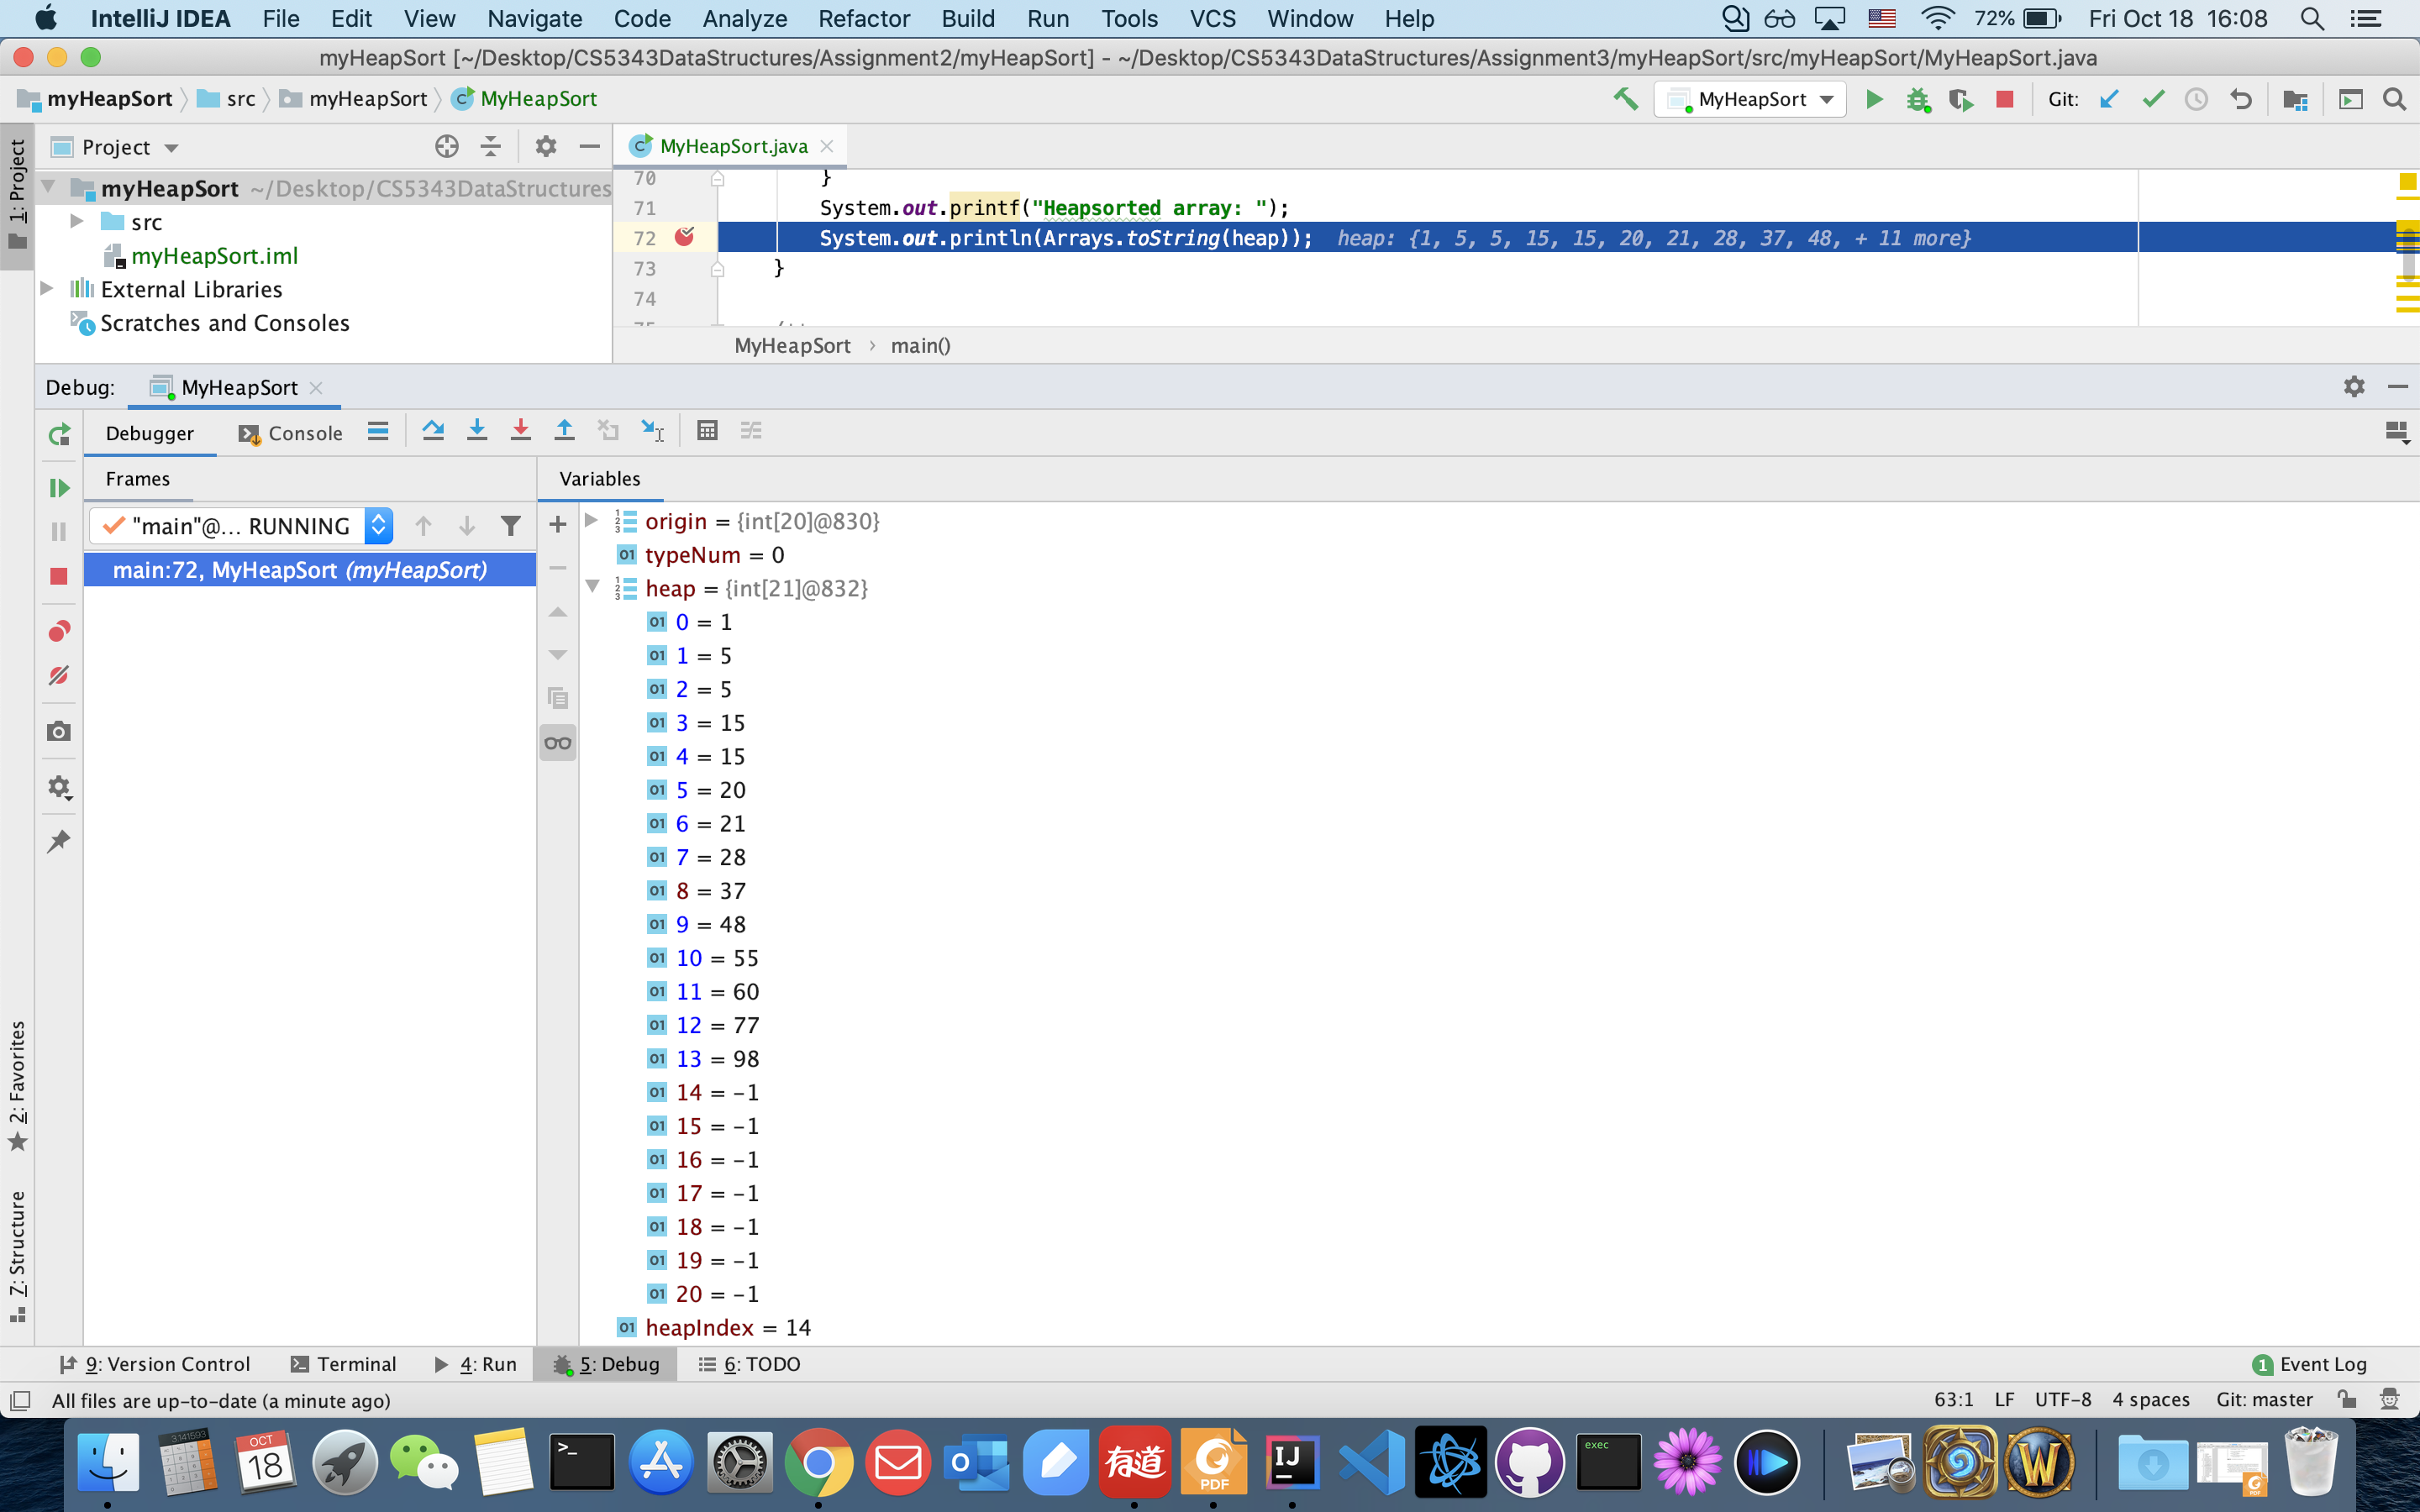 IntelliJ IDEA File Edit View Navigate Code Analyze Refactor Build Run Tools VCS Window Help 72% Fri Oct 18 16:08
myHeapSort [~/Desktop/CS5343DataStructures/Assignment2/myHeapSort] - ~/Desktop/CS5343DataStructures/Assignment3/myHeapSort/src/myHeapSort/MyHeapSort.java
myHeapSort src myHeapSort MyHeapSort MyHeapSort Git:
1: Project
Project
myHeapSort ~/Desktop/CS5343DataStructures
src
myHeapSort.iml
External Libraries
Scratches and Consoles
MyHeapSort.java
70 }
71 System.out.printf("Heapsorted array: ");
72 System.out.println(Arrays.toString(heap)); heap: {1, 5, 5, 15, 15, 20, 21, 28, 37, 48, + 11 more}
73 }
74
MyHeapSort › main()
Debug: MyHeapSort
Debugger Console
Frames
Variables
"main"@... RUNNING
main:72, MyHeapSort (myHeapSort)
origin = {int[20]@830}
typeNum = 0
heap = {int[21]@832}
0 = 1
1 = 5
2 = 5
3 = 15
4 = 15
5 = 20
6 = 21
7 = 28
8 = 37
9 = 48
10 = 55
11 = 60
12 = 77
13 = 98
14 = -1
15 = -1
16 = -1
17 = -1
18 = -1
19 = -1
20 = -1
heapIndex = 14
2: Favorites
7: Structure
9: Version Control Terminal 4: Run 5: Debug 6: TODO 1 Event Log
All files are up-to-date (a minute ago) 63:1 LF UTF-8 4 spaces Git: master
3.141593
OCT
18
>_
有道
PDF
IJ
exec